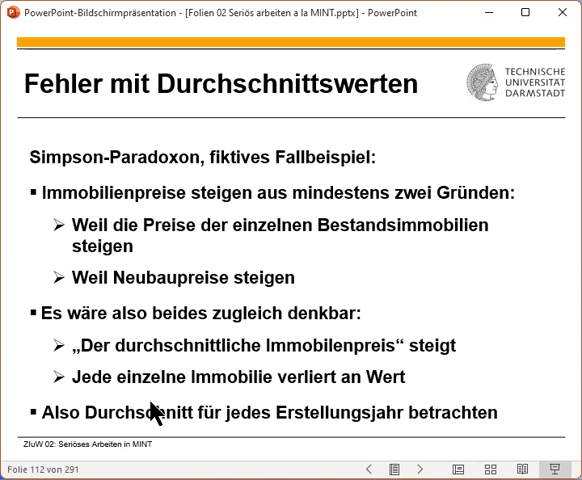 PowerPoint-Bildschirmpräsentation - [Folien 02 Seriös arbeiten a la MINT.pptx] - PowerPoint
Fehler mit Durchschnittswerten
TECHNISCHE
UNIVERSITÄT
DARMSTADT
Simpson-Paradoxon, fiktives Fallbeispiel:
▪ Immobilienpreise steigen aus mindestens zwei Gründen:
➢ Weil die Preise der einzelnen Bestandsimmobilien
steigen
➢ Weil Neubaupreise steigen
▪ Es wäre also beides zugleich denkbar:
➢ „Der durchschnittliche Immobilenpreis“ steigt
➢ Jede einzelne Immobilie verliert an Wert
▪ Also Durchschnitt für jedes Erstellungsjahr betrachten
ZIuW 02: Seriöses Arbeiten in MINT
Folie 112 von 291